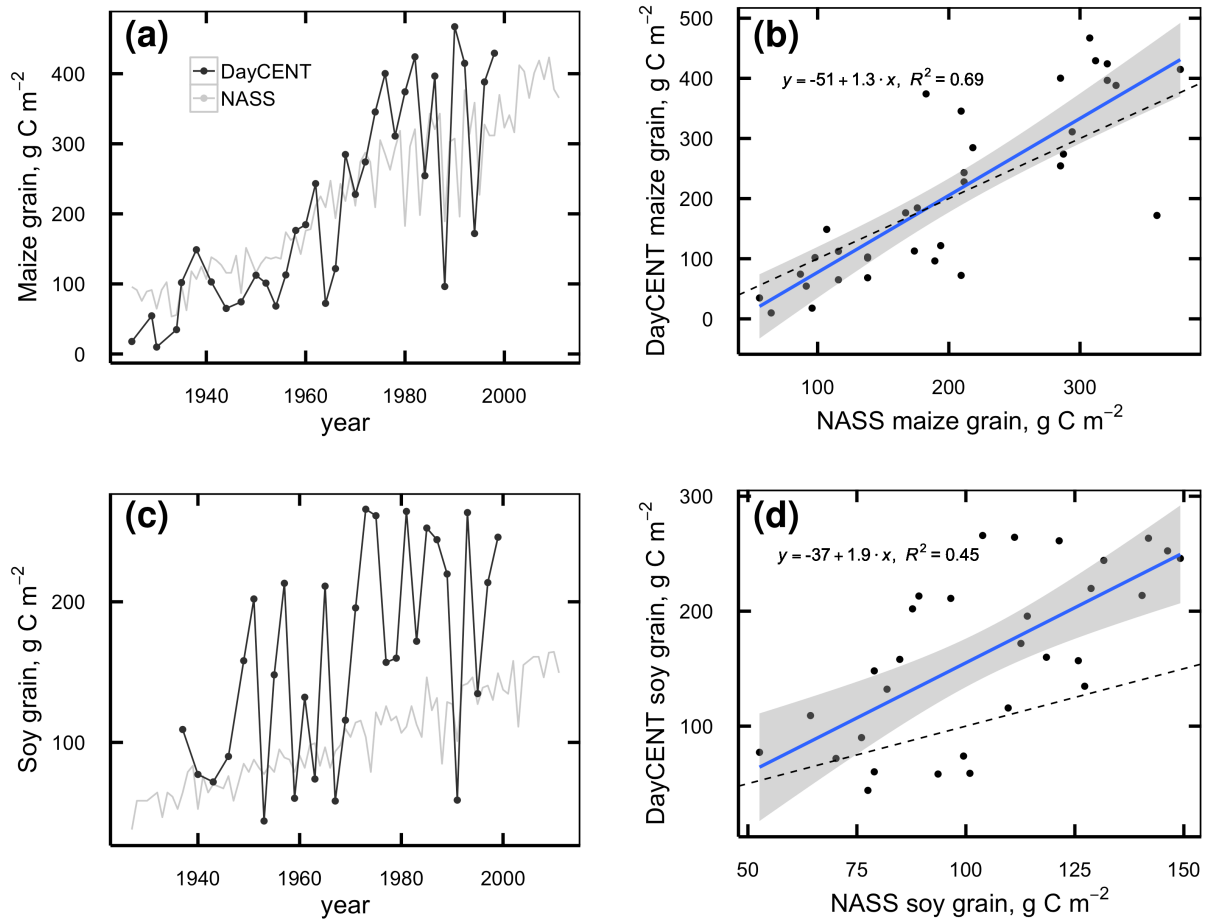 (a)
DayCENT
NASS
400
300
200
100
0
1940 1960 1980 2000
year
Maize grain, g C m⁻²
(b)
y = -51 + 1.3 · x, R² = 0.69
500
400
300
200
100
0
100 200 300
NASS maize grain, g C m⁻²
DayCENT maize grain, g C m⁻²
(c)
200
100
1940 1960 1980 2000
year
Soy grain, g C m⁻²
(d)
y = -37 + 1.9 · x, R² = 0.45
300
200
100
50 75 100 125 150
NASS soy grain, g C m⁻²
DayCENT soy grain, g C m⁻²